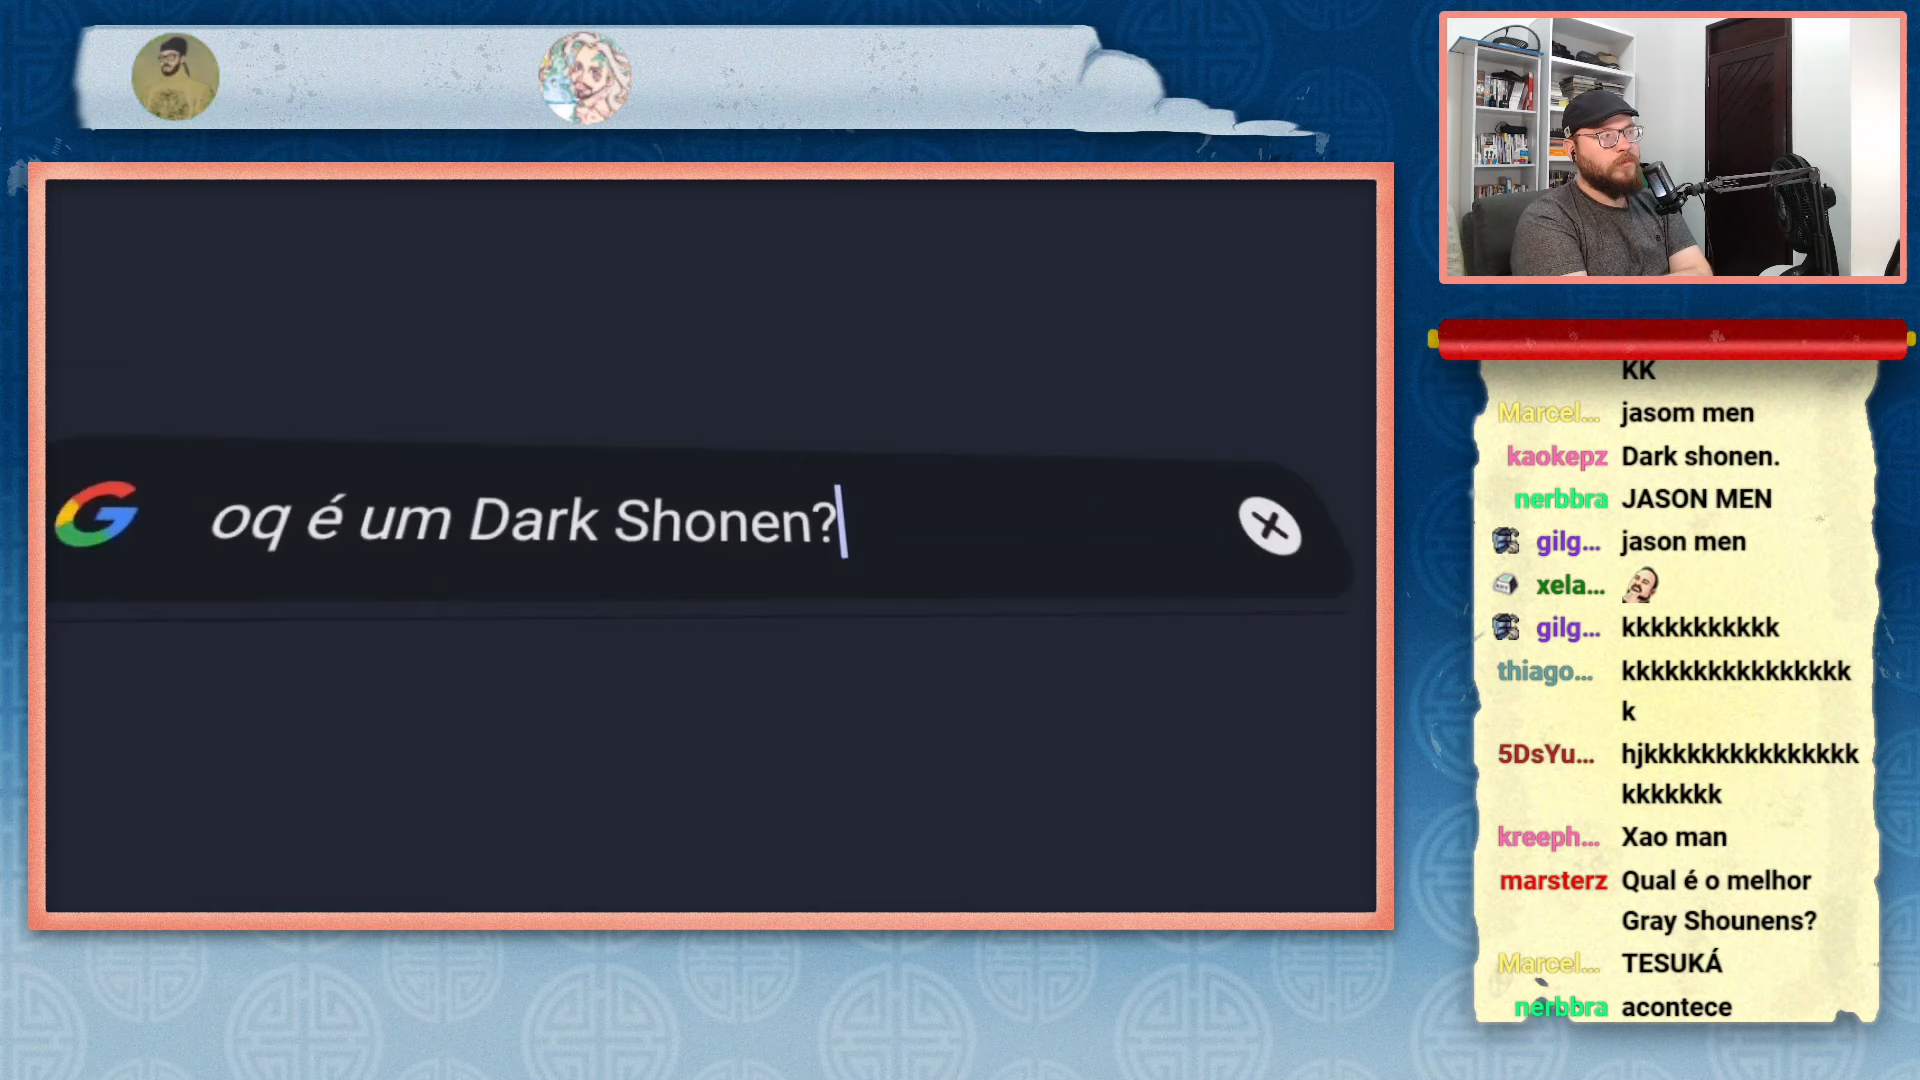 oq é um Dark Shonen?
KK
Marcel... jasom men
kaokepz Dark shonen.
nerbbra JASON MEN
gilg... jason men
xela...
gilg... kkkkkkkkkkk
thiago... kkkkkkkkkkkkkkkk
k
5DsYu... hjkkkkkkkkkkkkkkk
kkkkkkk
kreeph... Xao man
marsterz Qual é o melhor
Gray Shounens?
Marcel... TESUKÁ
nerbbra acontece